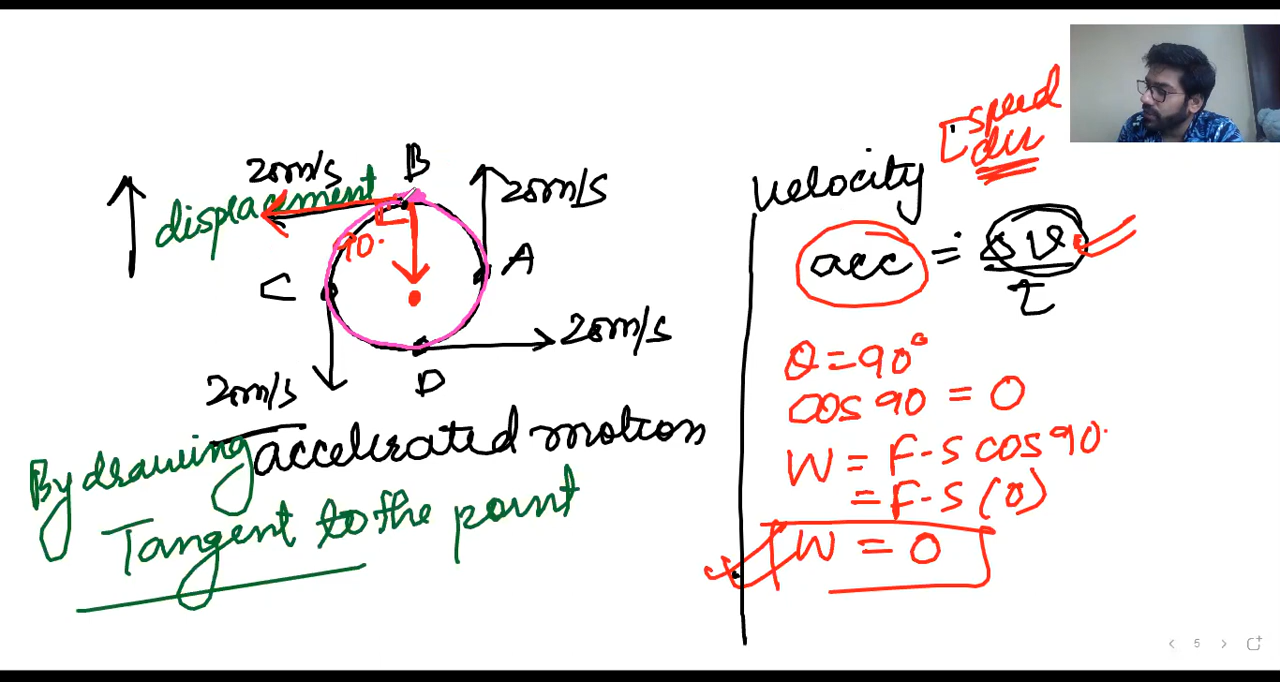 20m/s
B
displacement
20m/s
90°
C
A
20m/s
D
20m/s
accelerated motion
By drawing
Tangent to the point
velocity
speed
dir
acc = Δv
t
θ = 90°
cos 90 = 0
W = F-S cos 90°
= F-S (0)
W = 0
5